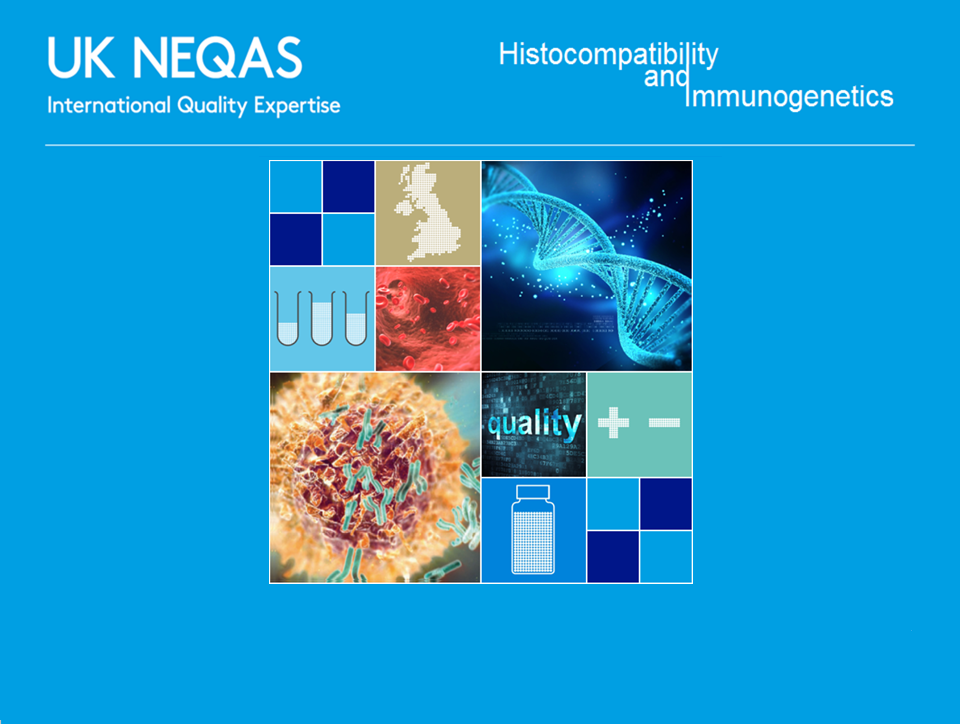 UK NEQAS
International Quality Expertise
Histocompatibility
and
Immunogenetics
quality